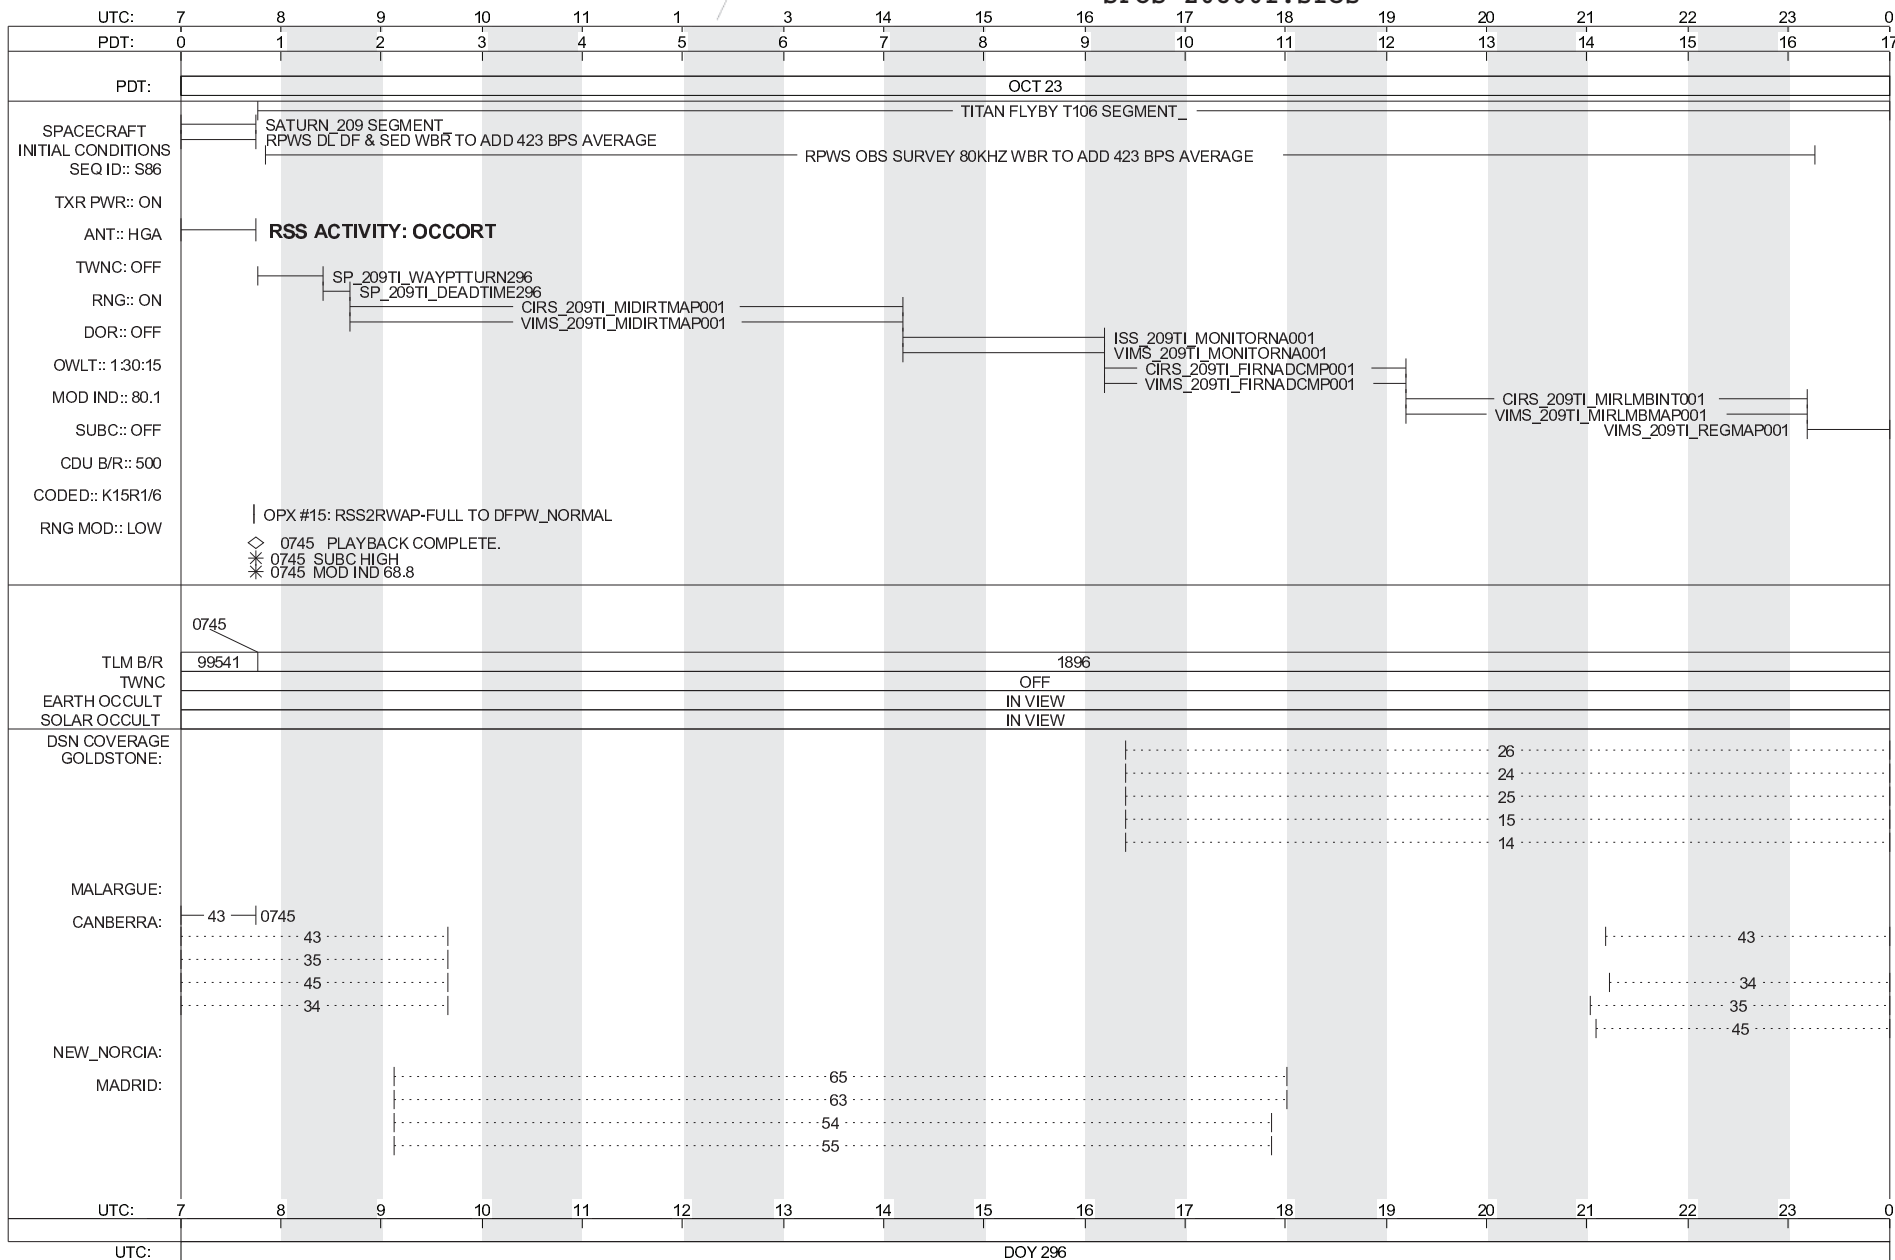 UTC: 7 8 9 10 11 1 3 14 15 16 17 18 19 20 21 22 23 0
PDT: 0 1 2 3 4 5 6 7 8 9 10 11 12 13 14 15 16 17
PDT: OCT 23
TITAN FLYBY T106 SEGMENT_
SPACECRAFT
INITIAL CONDITIONS
SATURN_209 SEGMENT_
RPWS DL DF & SED WBR TO ADD 423 BPS AVERAGE
RPWS OBS SURVEY 80KHZ WBR TO ADD 423 BPS AVERAGE
SEQ ID:: S86
TXR PWR:: ON
ANT:: HGA
RSS ACTIVITY: OCCORT
TWNC: OFF
SP_209TI_WAYPTTURN296
SP_209TI_DEADTIME296
RNG:: ON
CIRS_209TI_MIDIRTMAP001
VIMS_209TI_MIDIRTMAP001
DOR:: OFF
ISS_209TI_MONITORNA001
VIMS_209TI_MONITORNA001
OWLT:: 1:30:15
CIRS_209TI_FIRNADCMP001
VIMS_209TI_FIRNADCMP001
MOD IND:: 80.1
CIRS_209TI_MIRLMBINT001
VIMS_209TI_MIRLMBMAP001
SUBC:: OFF
VIMS_209TI_REGMAP001
CDU B/R:: 500
CODED:: K15R1/6
OPX #15: RSS2RWAP-FULL TO DFPW_NORMAL
RNG MOD:: LOW
0745 PLAYBACK COMPLETE.
0745 SUBC HIGH
0745 MOD IND 68.8
0745
TLM B/R 99541 1896
TWNC OFF
EARTH OCCULT IN VIEW
SOLAR OCCULT IN VIEW
DSN COVERAGE
GOLDSTONE:
26
24
25
15
14
MALARGUE:
CANBERRA:
43 0745
43 43
35
45 34
34 35
45
NEW_NORCIA:
MADRID:
65
63
54
55
UTC: 7 8 9 10 11 12 13 14 15 16 17 18 19 20 21 22 23 0
UTC: DOY 296